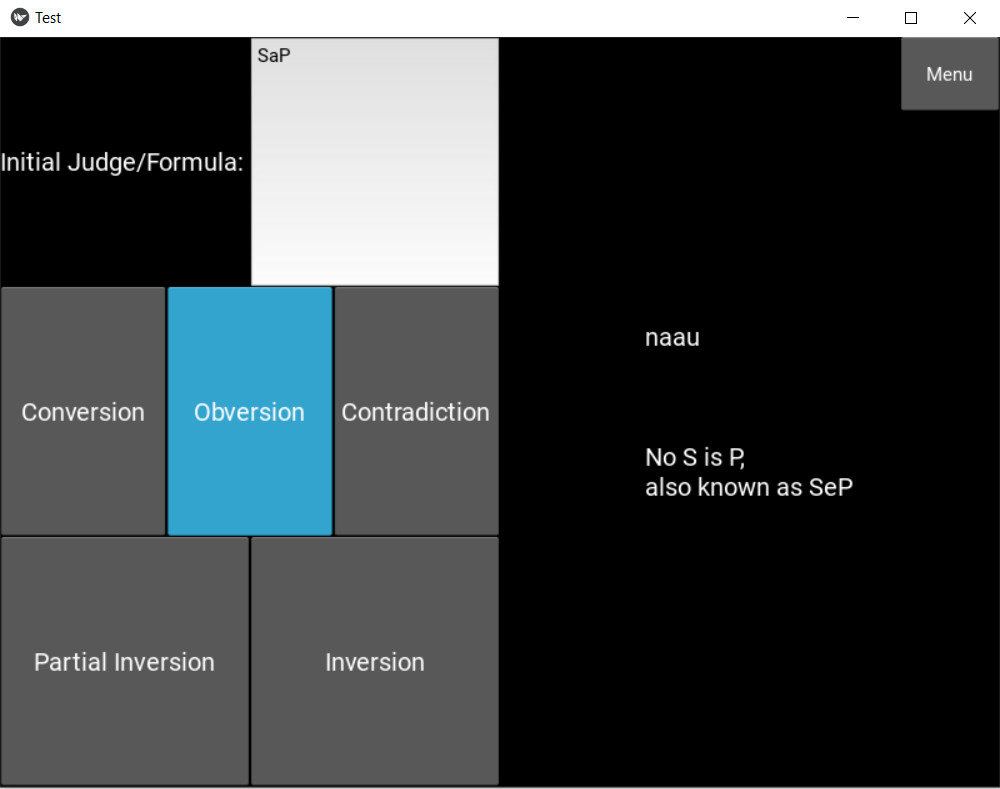 Test
SaP
Menu
Initial Judge/Formula:
naau
Conversion
Obversion
Contradiction
No S is P,
also known as SeP
Partial Inversion
Inversion